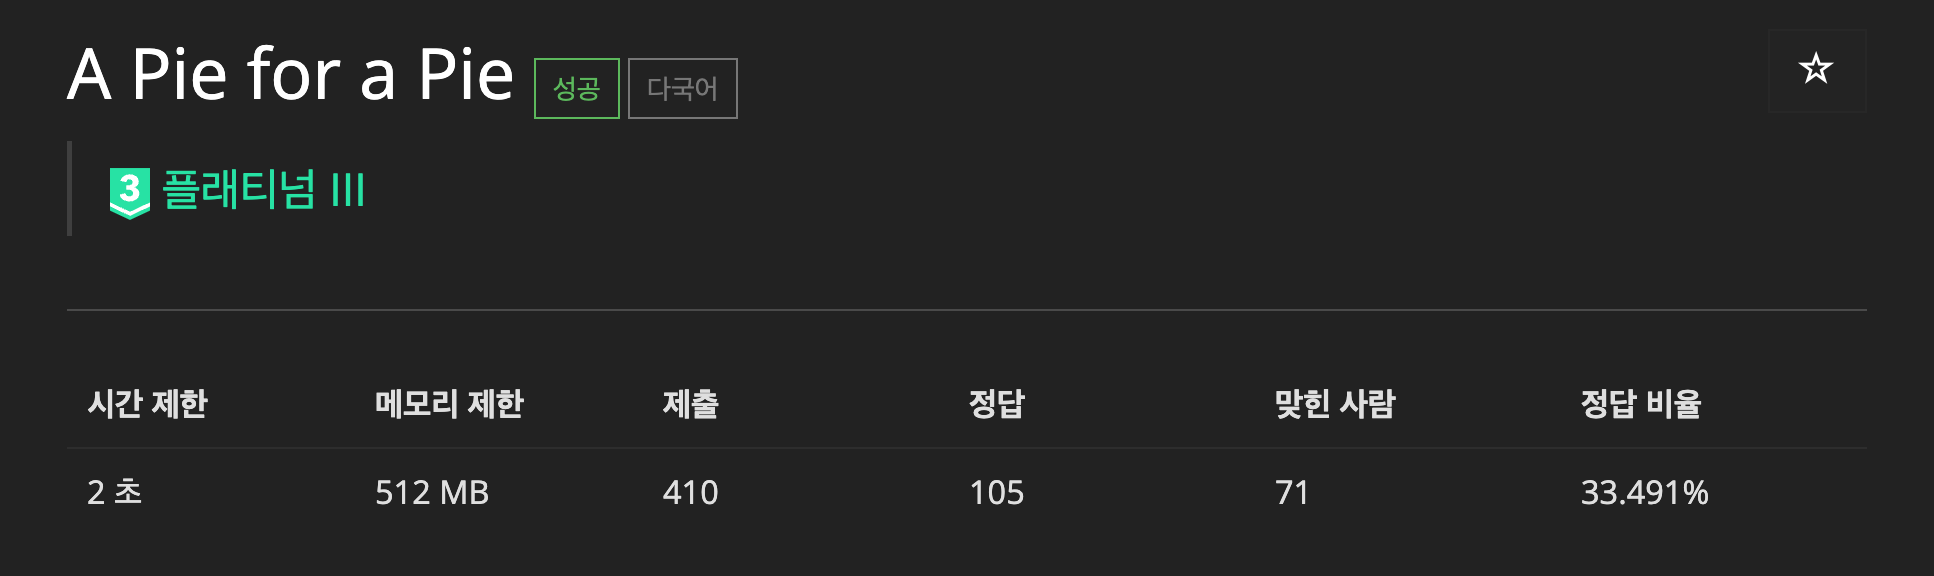 A Pie for a Pie 성공 다국어
3 플래티넘 III
시간 제한 메모리 제한 제출 정답 맞힌 사람 정답 비율
2 초 512 MB 410 105 71 33.491%